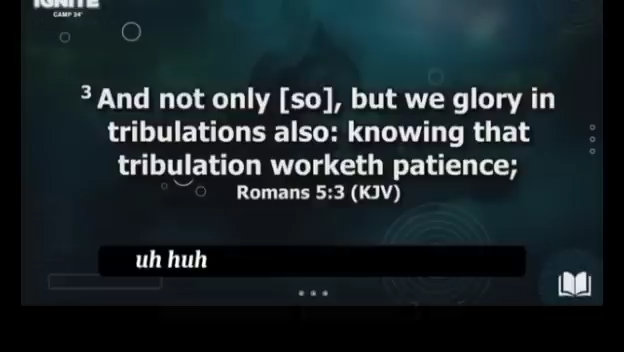 IGNITE
CAMP 24'
3 And not only [so], but we glory in
tribulations also: knowing that
tribulation worketh patience;
Romans 5:3 (KJV)
uh huh